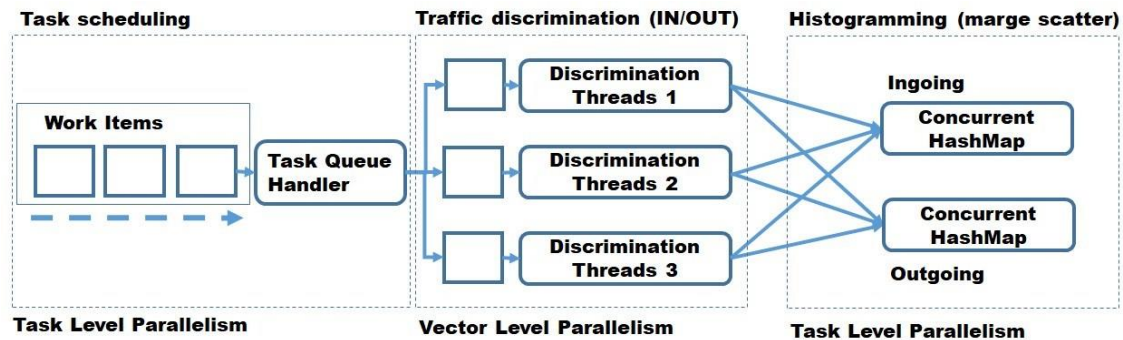 Task scheduling
Work Items
Task Queue
Handler
Task Level Parallelism
Traffic discrimination (IN/OUT)
Discrimination
Threads 1
Discrimination
Threads 2
Discrimination
Threads 3
Vector Level Parallelism
Histogramming (marge scatter)
Ingoing
Concurrent
HashMap
Concurrent
HashMap
Outgoing
Task Level Parallelism